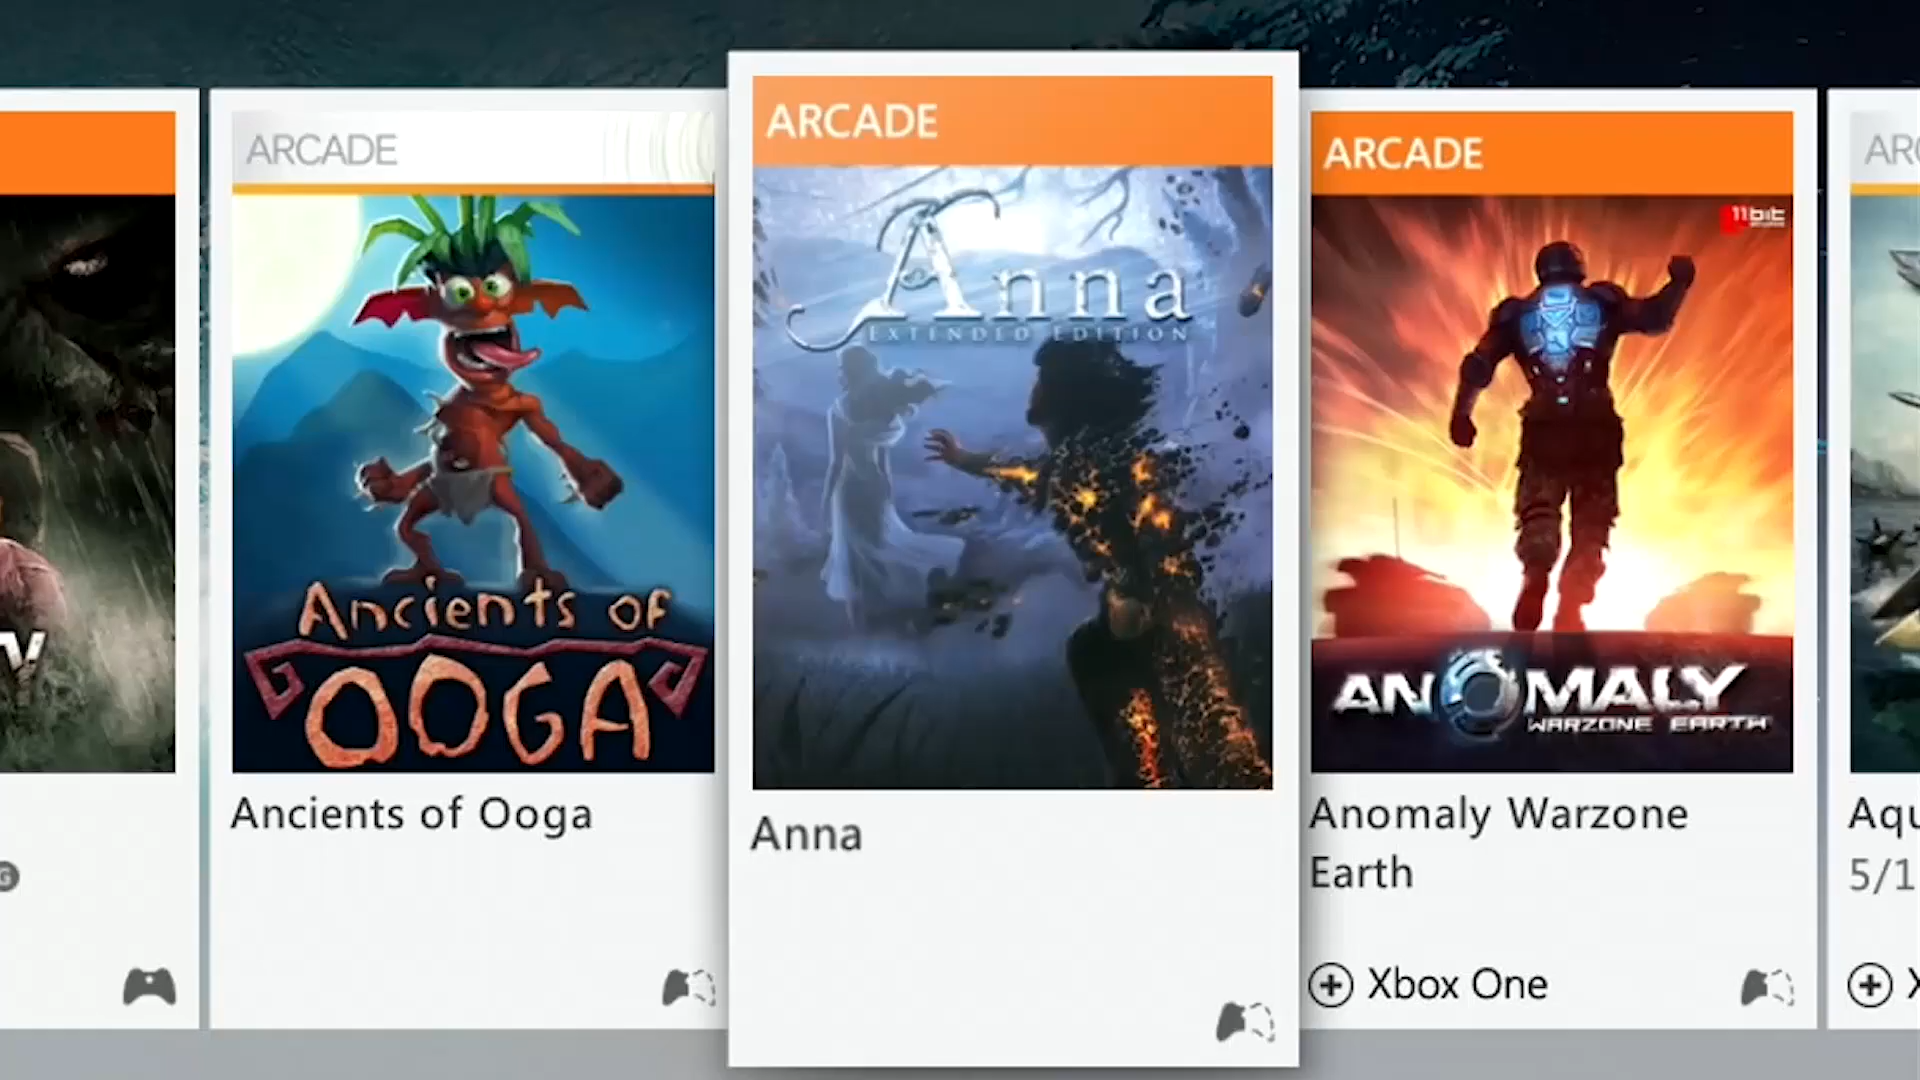 ARCADE
Ancients of
OOGA
Ancients of Ooga
ARCADE
Anna
EXTENDED EDITION
Anna
ARCADE
11bit
ANOMALY
WARZONE EARTH
Anomaly Warzone
Earth
Xbox One